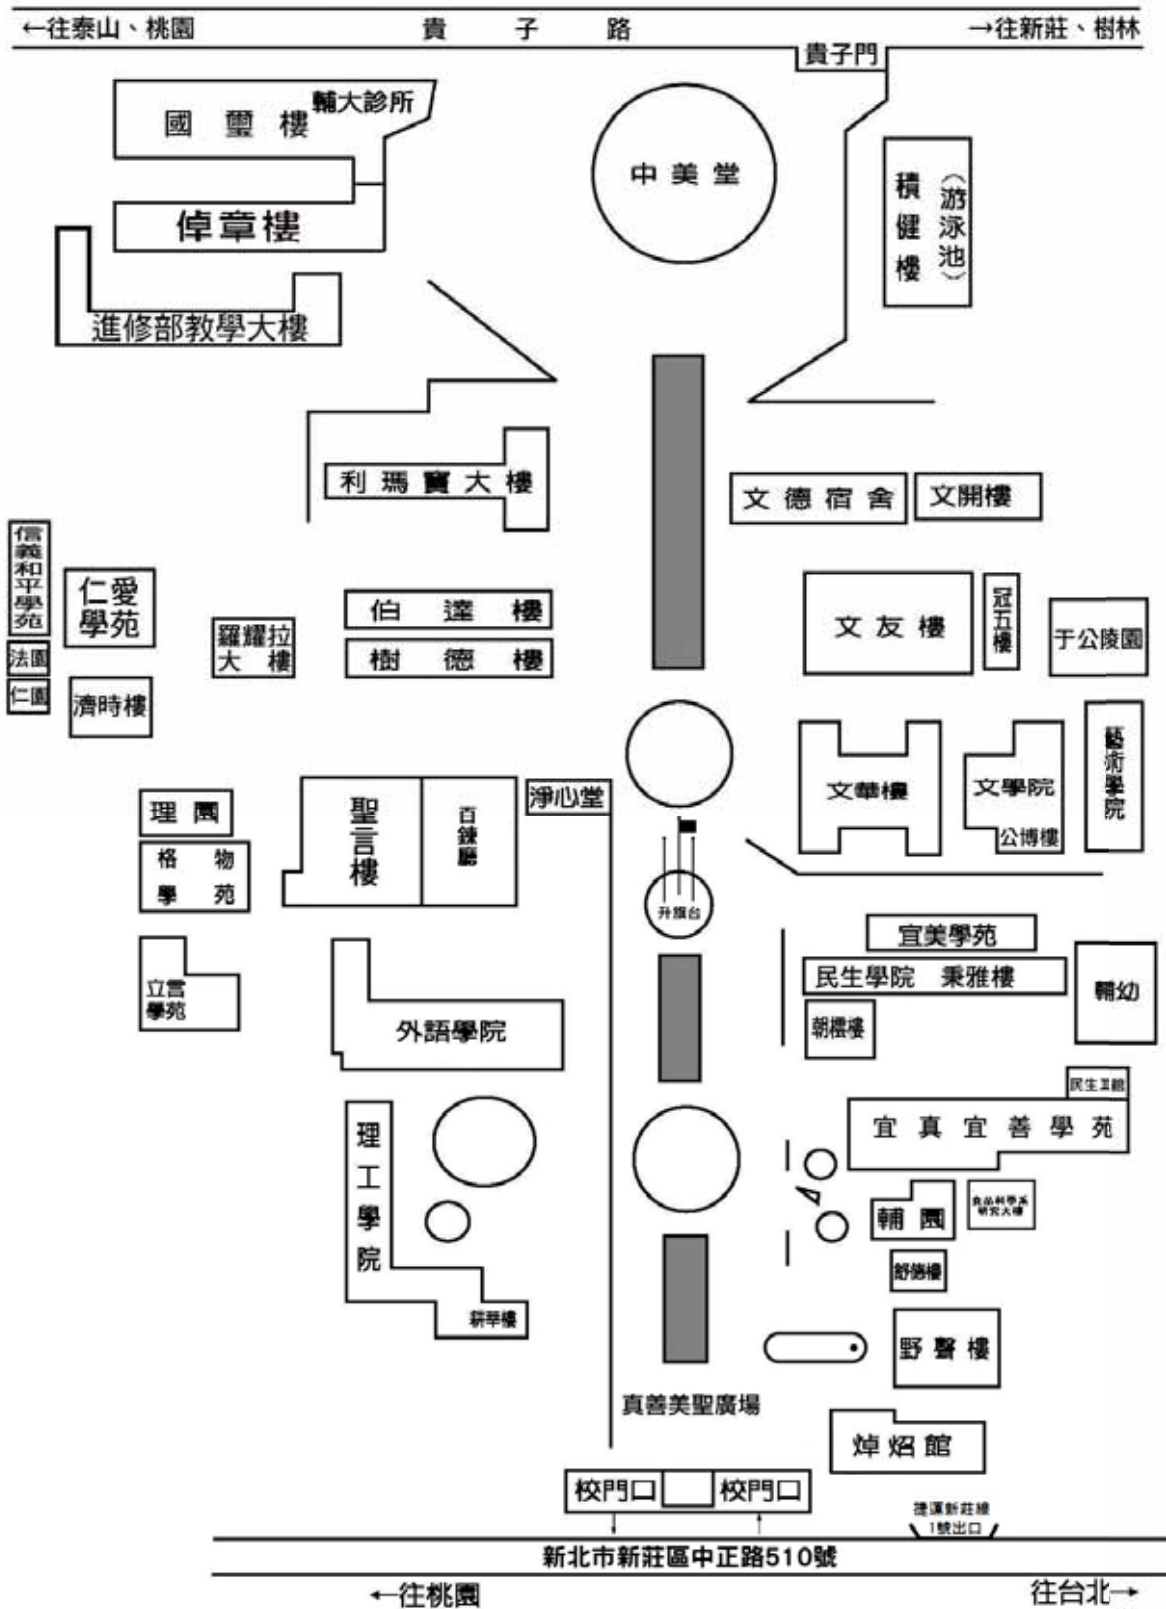 ←往泰山、桃園
貴子路
→往新莊、樹林
貴子門
國璽樓
輔大診所
中美堂
積健樓
（游泳池）
倬章樓
進修部教學大樓
利瑪竇大樓
文德宿舍
文開樓
信義和平學苑
仁愛
學苑
法園
仁園
濟時樓
羅耀拉
大樓
伯達樓
樹德樓
文友樓
冠五樓
于公陵園
理園
格物
學苑
聖言樓
百鍊廳
淨心堂
文華樓
文學院
公博樓
藝術學院
升旗台
立言
學苑
外語學院
宜美學苑
民生學院 秉雅樓
朝橒樓
輔幼
民生Ⅱ館
宜真宜善學苑
理工學院
耕莘樓
輔園
食品科學系
研究大樓
舒德樓
野聲樓
真善美聖廣場
焯炤館
校門口
校門口
捷運新莊線
1號出口
新北市新莊區中正路510號
←往桃園
往台北→